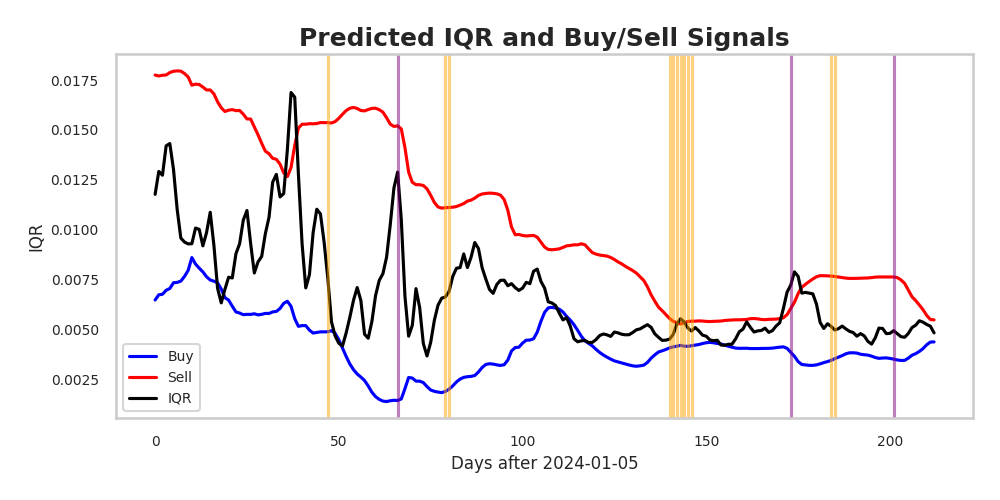 Predicted IQR and Buy/Sell Signals
0.0175
0.0150
0.0125
0.0100
0.0075
0.0050
0.0025
IQR
Buy
Sell
IQR
0 50 100 150 200
Days after 2024-01-05